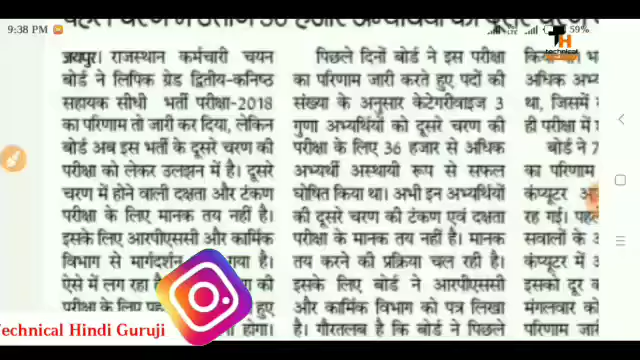 9:38 PM
59%
TH
technical
जयपुर। राजस्थान कर्मचारी चयन
बोर्ड ने लिपिक ग्रेड द्वितीय-कनिष्ठ
सहायक सीधी भर्ती परीक्षा-2018
का परिणाम तो जारी कर दिया, लेकिन
बोर्ड अब इस भर्ती के दूसरे चरण की
परीक्षा को लेकर उलझन में है। दूसरे
चरण में होने वाली दक्षता और टंकण
परीक्षा के लिए मानक तय नहीं है।
इसके लिए आरपीएससी और कार्मिक
विभाग से मार्गदर्शन गया है।
ऐसे में लग रहा है की
परीक्षा के लिए हुए
होगा।
पिछले दिनों बोर्ड ने इस परीक्षा
का परिणाम जारी करते हुए पदों की
संख्या के अनुसार केटेगरीवाइज 3
गुणा अभ्यर्थियों को दूसरे चरण की
परीक्षा के लिए 36 हजार से अधिक
अभ्यर्थी अस्थायी रूप से सफल
घोषित किया था। अभी इन अभ्यर्थियों
की दूसरे चरण की टंकण एवं दक्षता
परीक्षा के मानक तय नहीं है। मानक
तय करने की प्रक्रिया चल रही है।
इसके लिए बोर्ड ने आरपीएससी
और कार्मिक विभाग को पत्र लिखा
है। गौरतलब है कि बोर्ड ने पिछले
अधिक
था, जिसमें
ही परीक्षा में
बोर्ड ने 7
का परिणाम
कंप्यूटर
रह गई।
सवालों के
कंप्यूटर में
इसको दूर
मंगलवार को
परिणाम
Technical Hindi Guruji